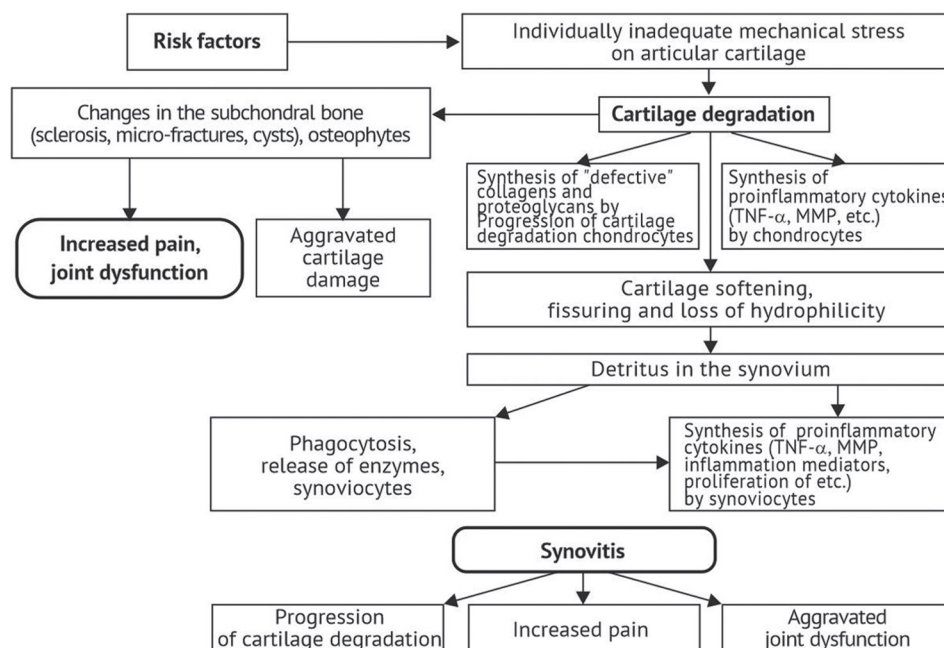 Risk factors
Individually inadequate mechanical stress
on articular cartilage
Changes in the subchondral bone
(sclerosis, micro-fractures, cysts), osteophytes
Cartilage degradation
Synthesis of "defective"
collagens and
proteoglycans by
Progression of cartilage
degradation chondrocytes
Synthesis of
proinflammatory cytokines
(TNF-α, MMP, etc.)
by chondrocytes
Increased pain,
joint dysfunction
Aggravated
cartilage
damage
Cartilage softening,
fissuring and loss of hydrophilicity
Detritus in the synovium
Phagocytosis,
release of enzymes,
synoviocytes
Synthesis of proinflammatory
cytokines (TNF-α, MMP,
inflammation mediators,
proliferation of etc.)
by synoviocytes
Synovitis
Progression
of cartilage degradation
Increased pain
Aggravated
joint dysfunction